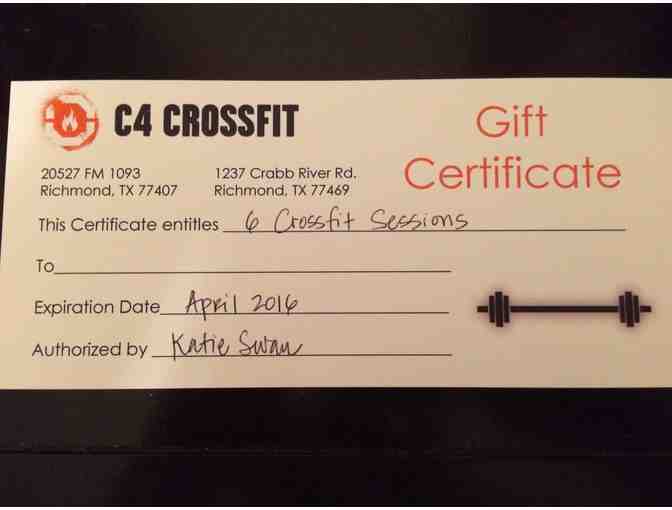 C4 CROSSFIT
Gift
Certificate
20527 FM 1093
Richmond, TX 77407
1237 Crabb River Rd.
Richmond, TX 77469
This Certificate entitles 6 Crossfit Sessions
To
Expiration Date April 2016
Authorized by Katie Swan